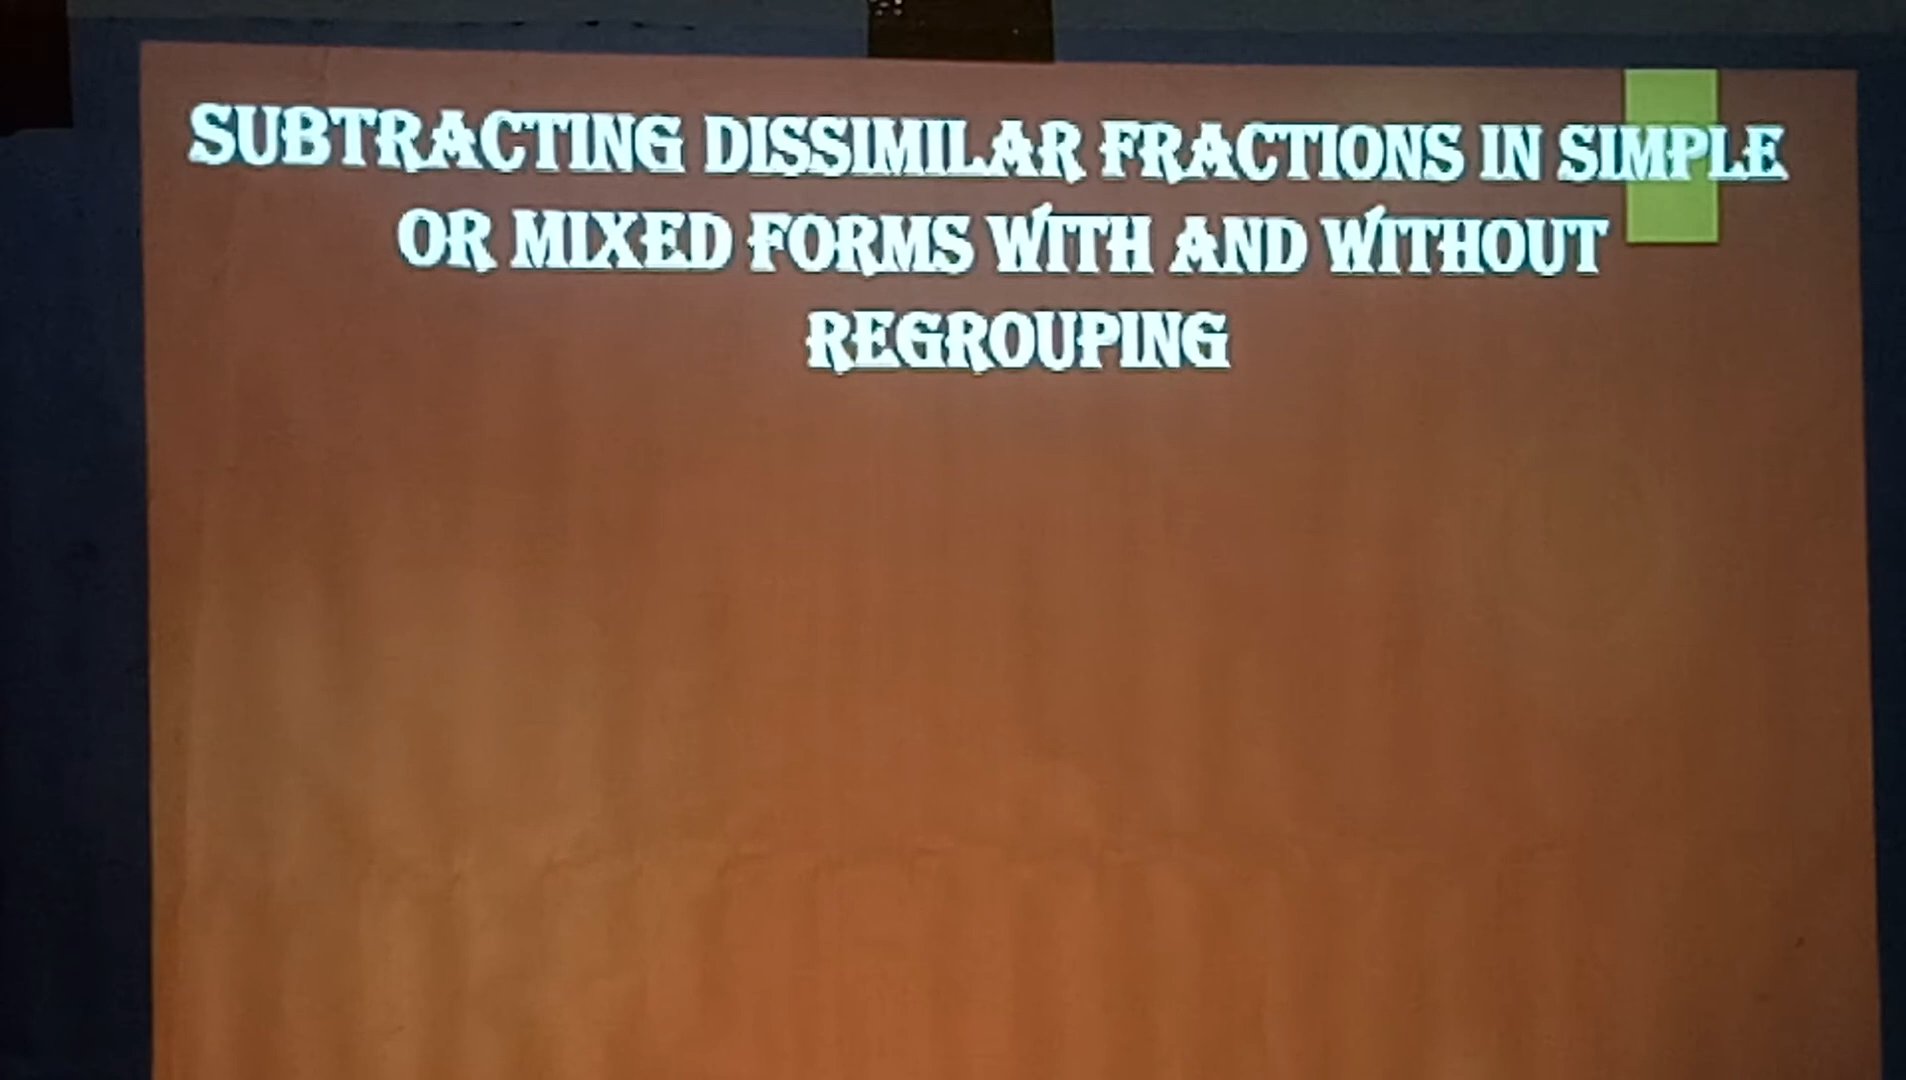 SUBTRACTING DISSIMILAR FRACTIONS IN SIMPLE
OR MIXED FORMS WITH AND WITHOUT
REGROUPING